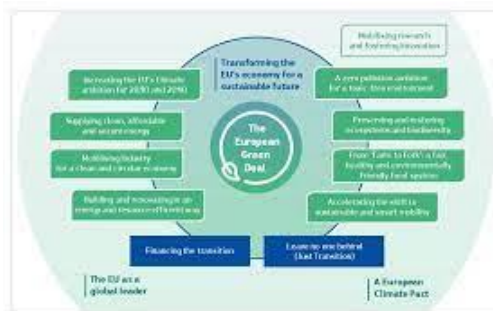 Mobilising research
and fostering innovation
Transforming the
EU's economy for a
sustainable future
Increasing the EU's Climate
ambition for 2030 and 2050
A zero pollution ambition
for a toxic-free environment
Supplying clean, affordable
and secure energy
Preserving and restoring
ecosystems and biodiversity
The
European
Green
Deal
Mobilising industry
for a clean and circular economy
From 'Farm to Fork': a fair,
healthy and environmentally
friendly food system
Building and renovating in an
energy and resource efficient way
Accelerating the shift to
sustainable and smart mobility
Financing the transition
Leave no one behind
(Just Transition)
The EU as a
global leader
A European
Climate Pact